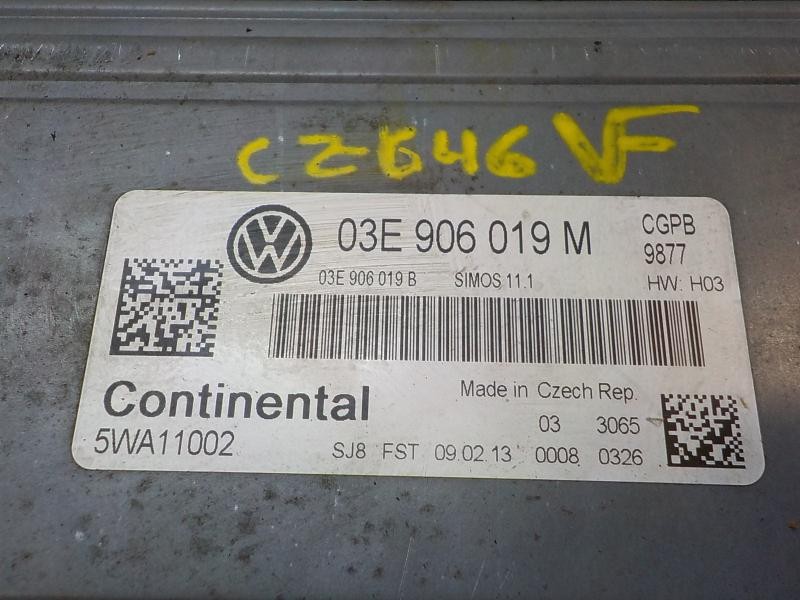 CZ646 VF
03E 906 019 M CGPB
9877
03E 906 019 B SIMOS 11.1 HW: H03
Continental Made in Czech Rep.
03 3065
5WA11002 SJ8 FST 09.02.13 0008 0326